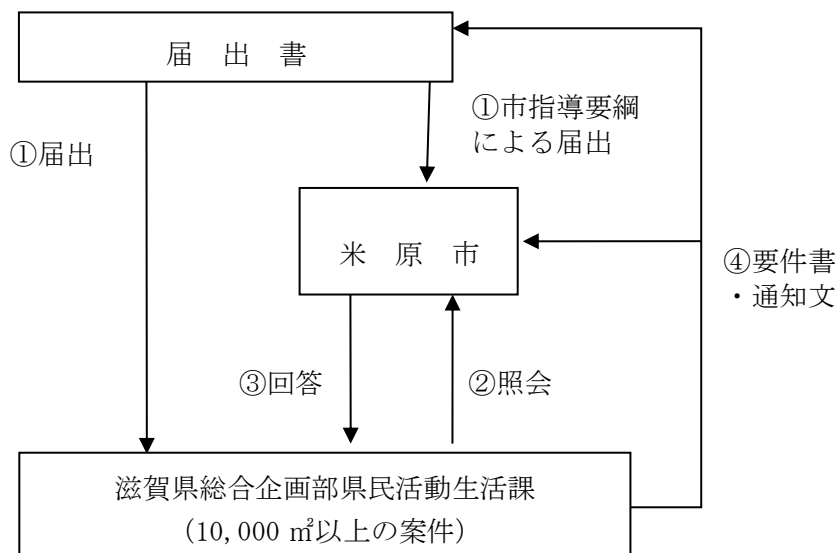 届　出　書
①市指導要綱
による届出
①届出
米　原　市
④要件書
・通知文
③回答
②照会
滋賀県総合企画部県民活動生活課
（10,000 ㎡以上の案件）